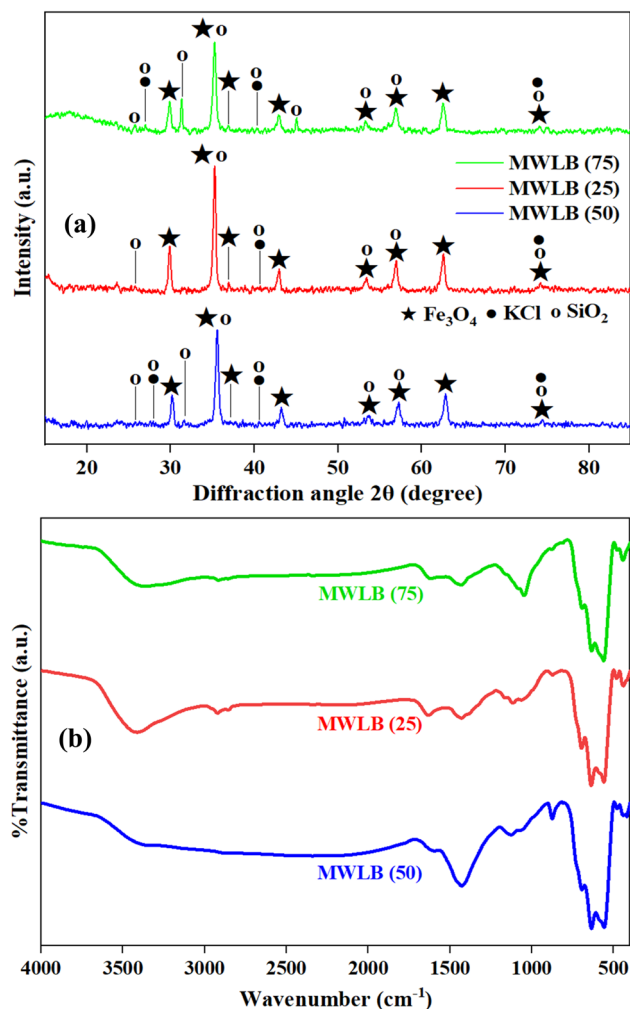 o o
o ★ o o
● ★ ★ ● ★ o ★ o ★ o ★ ● o ★
MWLB (75)
MWLB (25)
MWLB (50)
(a)
★ o
o ★ ★ o ● ★ o ★ o ★ ★ ● o ★
★ Fe₃O₄ ● KCl o SiO₂
★ o
o o ● ★ o ★ o ● ★ o ★ o ★ ★ ● o ★
Intensity (a.u.)
20 30 40 50 60 70 80
Diffraction angle 2θ (degree)
MWLB (75)
MWLB (25)
(b)
MWLB (50)
%Transmittance (a.u.)
4000 3500 3000 2500 2000 1500 1000 500
Wavenumber (cm⁻¹)